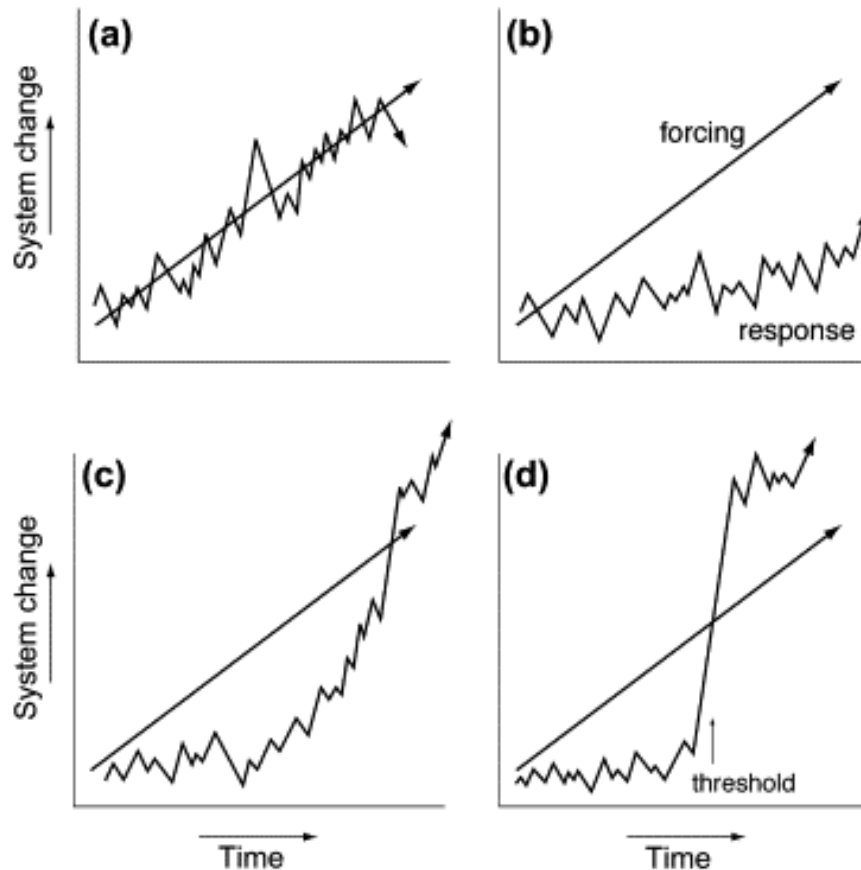 (a)
(b)
System change
forcing
response
(c)
(d)
System change
threshold
Time
Time